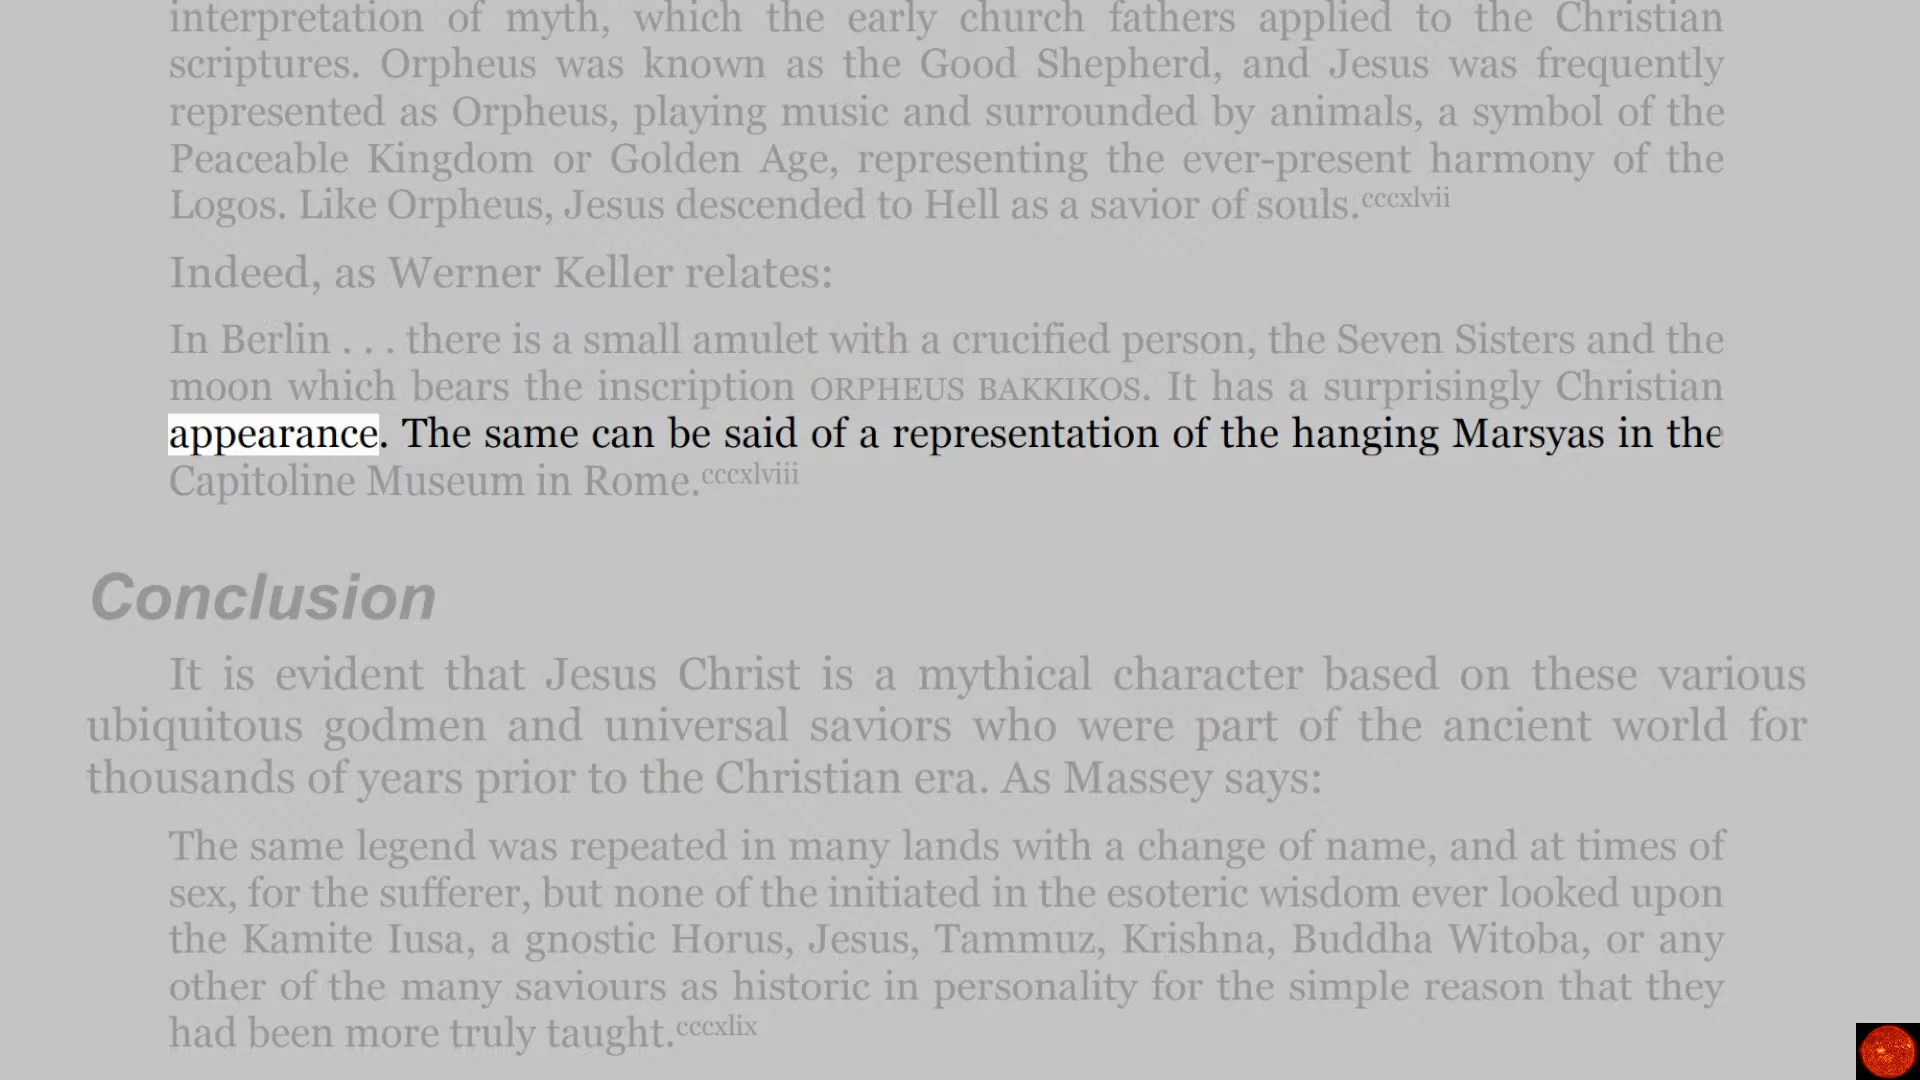 interpretation of myth, which the early church fathers applied to the Christian
scriptures. Orpheus was known as the Good Shepherd, and Jesus was frequently
represented as Orpheus, playing music and surrounded by animals, a symbol of the
Peaceable Kingdom or Golden Age, representing the ever-present harmony of the
Logos. Like Orpheus, Jesus descended to Hell as a savior of souls.cccxlvii
Indeed, as Werner Keller relates:
In Berlin . . . there is a small amulet with a crucified person, the Seven Sisters and the
moon which bears the inscription ORPHEUS BAKKIKOS. It has a surprisingly Christian
appearance. The same can be said of a representation of the hanging Marsyas in the
Capitoline Museum in Rome.cccxlviii
Conclusion
It is evident that Jesus Christ is a mythical character based on these various
ubiquitous godmen and universal saviors who were part of the ancient world for
thousands of years prior to the Christian era. As Massey says:
The same legend was repeated in many lands with a change of name, and at times of
sex, for the sufferer, but none of the initiated in the esoteric wisdom ever looked upon
the Kamite Iusa, a gnostic Horus, Jesus, Tammuz, Krishna, Buddha Witoba, or any
other of the many saviours as historic in personality for the simple reason that they
had been more truly taught.cccxlix